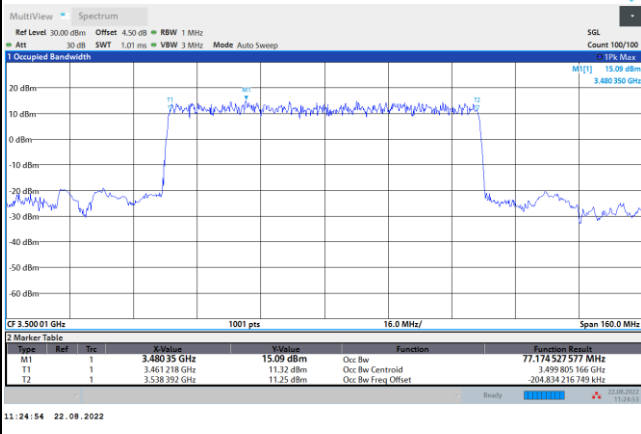 MultiView Spectrum
Ref Level 30.00 dBm Offset 4.50 dB RBW 1 MHz SGL
Att 30 dB SWT 1.01 ms VBW 3 MHz Mode Auto Sweep Count 100/100
1 Occupied Bandwidth 1Pk Max
M1[1] 15.09 dBm
3.480 350 GHz
20 dBm
M1
T1 T2
10 dBm
0 dBm
-10 dBm
-20 dBm
-30 dBm
-40 dBm
-50 dBm
-60 dBm
CF 3.500 01 GHz 1001 pts 16.0 MHz/ Span 160.0 MHz
2 Marker Table
Type Ref Trc X-Value Y-Value Function Function Result
M1 1 3.480 35 GHz 15.09 dBm Occ Bw 77.174 527 577 MHz
T1 1 3.461 218 GHz 11.32 dBm Occ Bw Centroid 3.499 805 166 GHz
T2 1 3.538 392 GHz 11.25 dBm Occ Bw Freq Offset -204.834 216 749 kHz
Ready 22.08.2022
11:24:53
11:24:54 22.08.2022